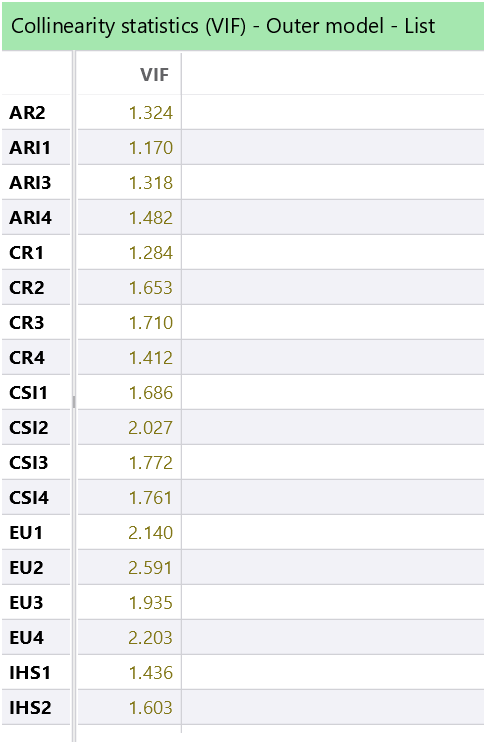 Collinearity statistics (VIF) - Outer model - List
VIF
AR2 1.324
ARI1 1.170
ARI3 1.318
ARI4 1.482
CR1 1.284
CR2 1.653
CR3 1.710
CR4 1.412
CSI1 1.686
CSI2 2.027
CSI3 1.772
CSI4 1.761
EU1 2.140
EU2 2.591
EU3 1.935
EU4 2.203
IHS1 1.436
IHS2 1.603